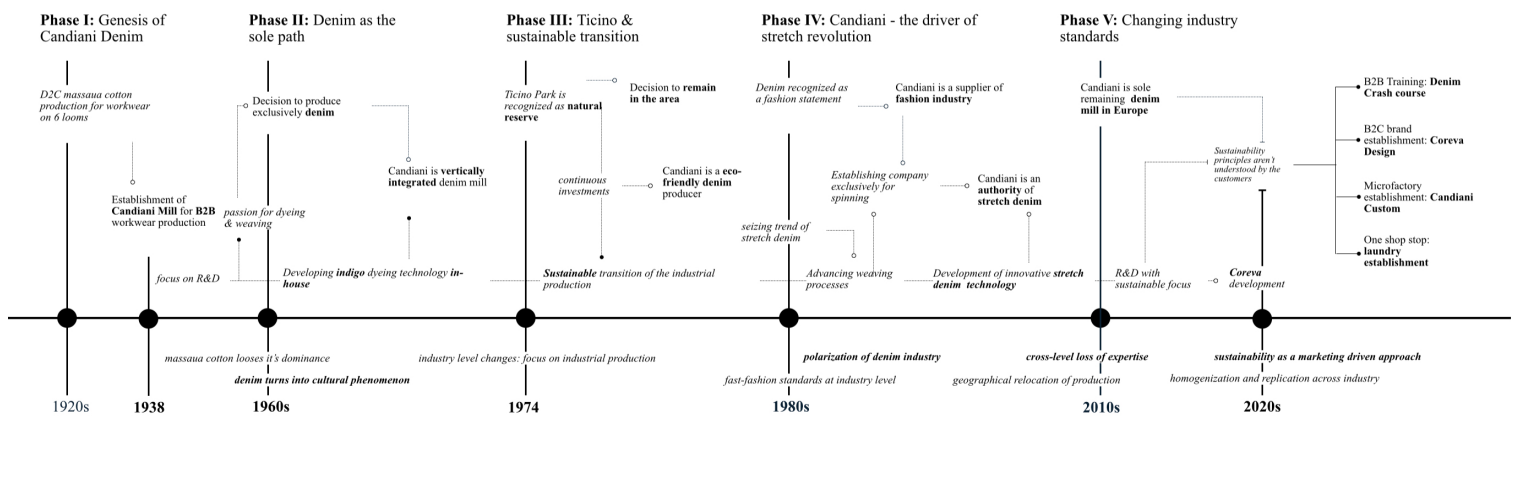 Phase I: Genesis of
Candiani Denim
Phase II: Denim as the
sole path
Phase III: Ticino &
sustainable transition
Phase IV: Candiani - the driver of
stretch revolution
Phase V: Changing industry
standards
D2C massaua cotton
production for workwear
on 6 looms
Establishment of
Candiani Mill for B2B
workwear production
focus on R&D
passion for dyeing
& weaving
Decision to produce
exclusively denim
Candiani is vertically
integrated denim mill
Developing indigo dyeing technology in-
house
Ticino Park is
recognized as natural
reserve
Decision to remain
in the area
continuous
investments
Candiani is a eco-
friendly denim
producer
Sustainable transition of the industrial
production
Denim recognized as
a fashion statement
Candiani is a supplier of
fashion industry
Establishing company
exclusively for
spinning
Candiani is an
authority of
stretch denim
seizing trend of
stretch denim
Advancing weaving
processes
Development of innovative stretch
denim technology
Candiani is sole
remaining denim
mill in Europe
Sustainability
principles aren't
understood by the
customers
R&D with
sustainable focus
Coreva
development
B2B Training: Denim
Crash course
B2C brand
establishment: Coreva
Design
Microfactory
establishment: Candiani
Custom
One shop stop:
laundry
establishment
massaua cotton looses it's dominance
denim turns into cultural phenomenon
industry level changes: focus on industrial production
polarization of denim industry
fast-fashion standards at industry level
cross-level loss of expertise
geographical relocation of production
sustainability as a marketing driven approach
homogenization and replication across industry
1920s
1938
1960s
1974
1980s
2010s
2020s